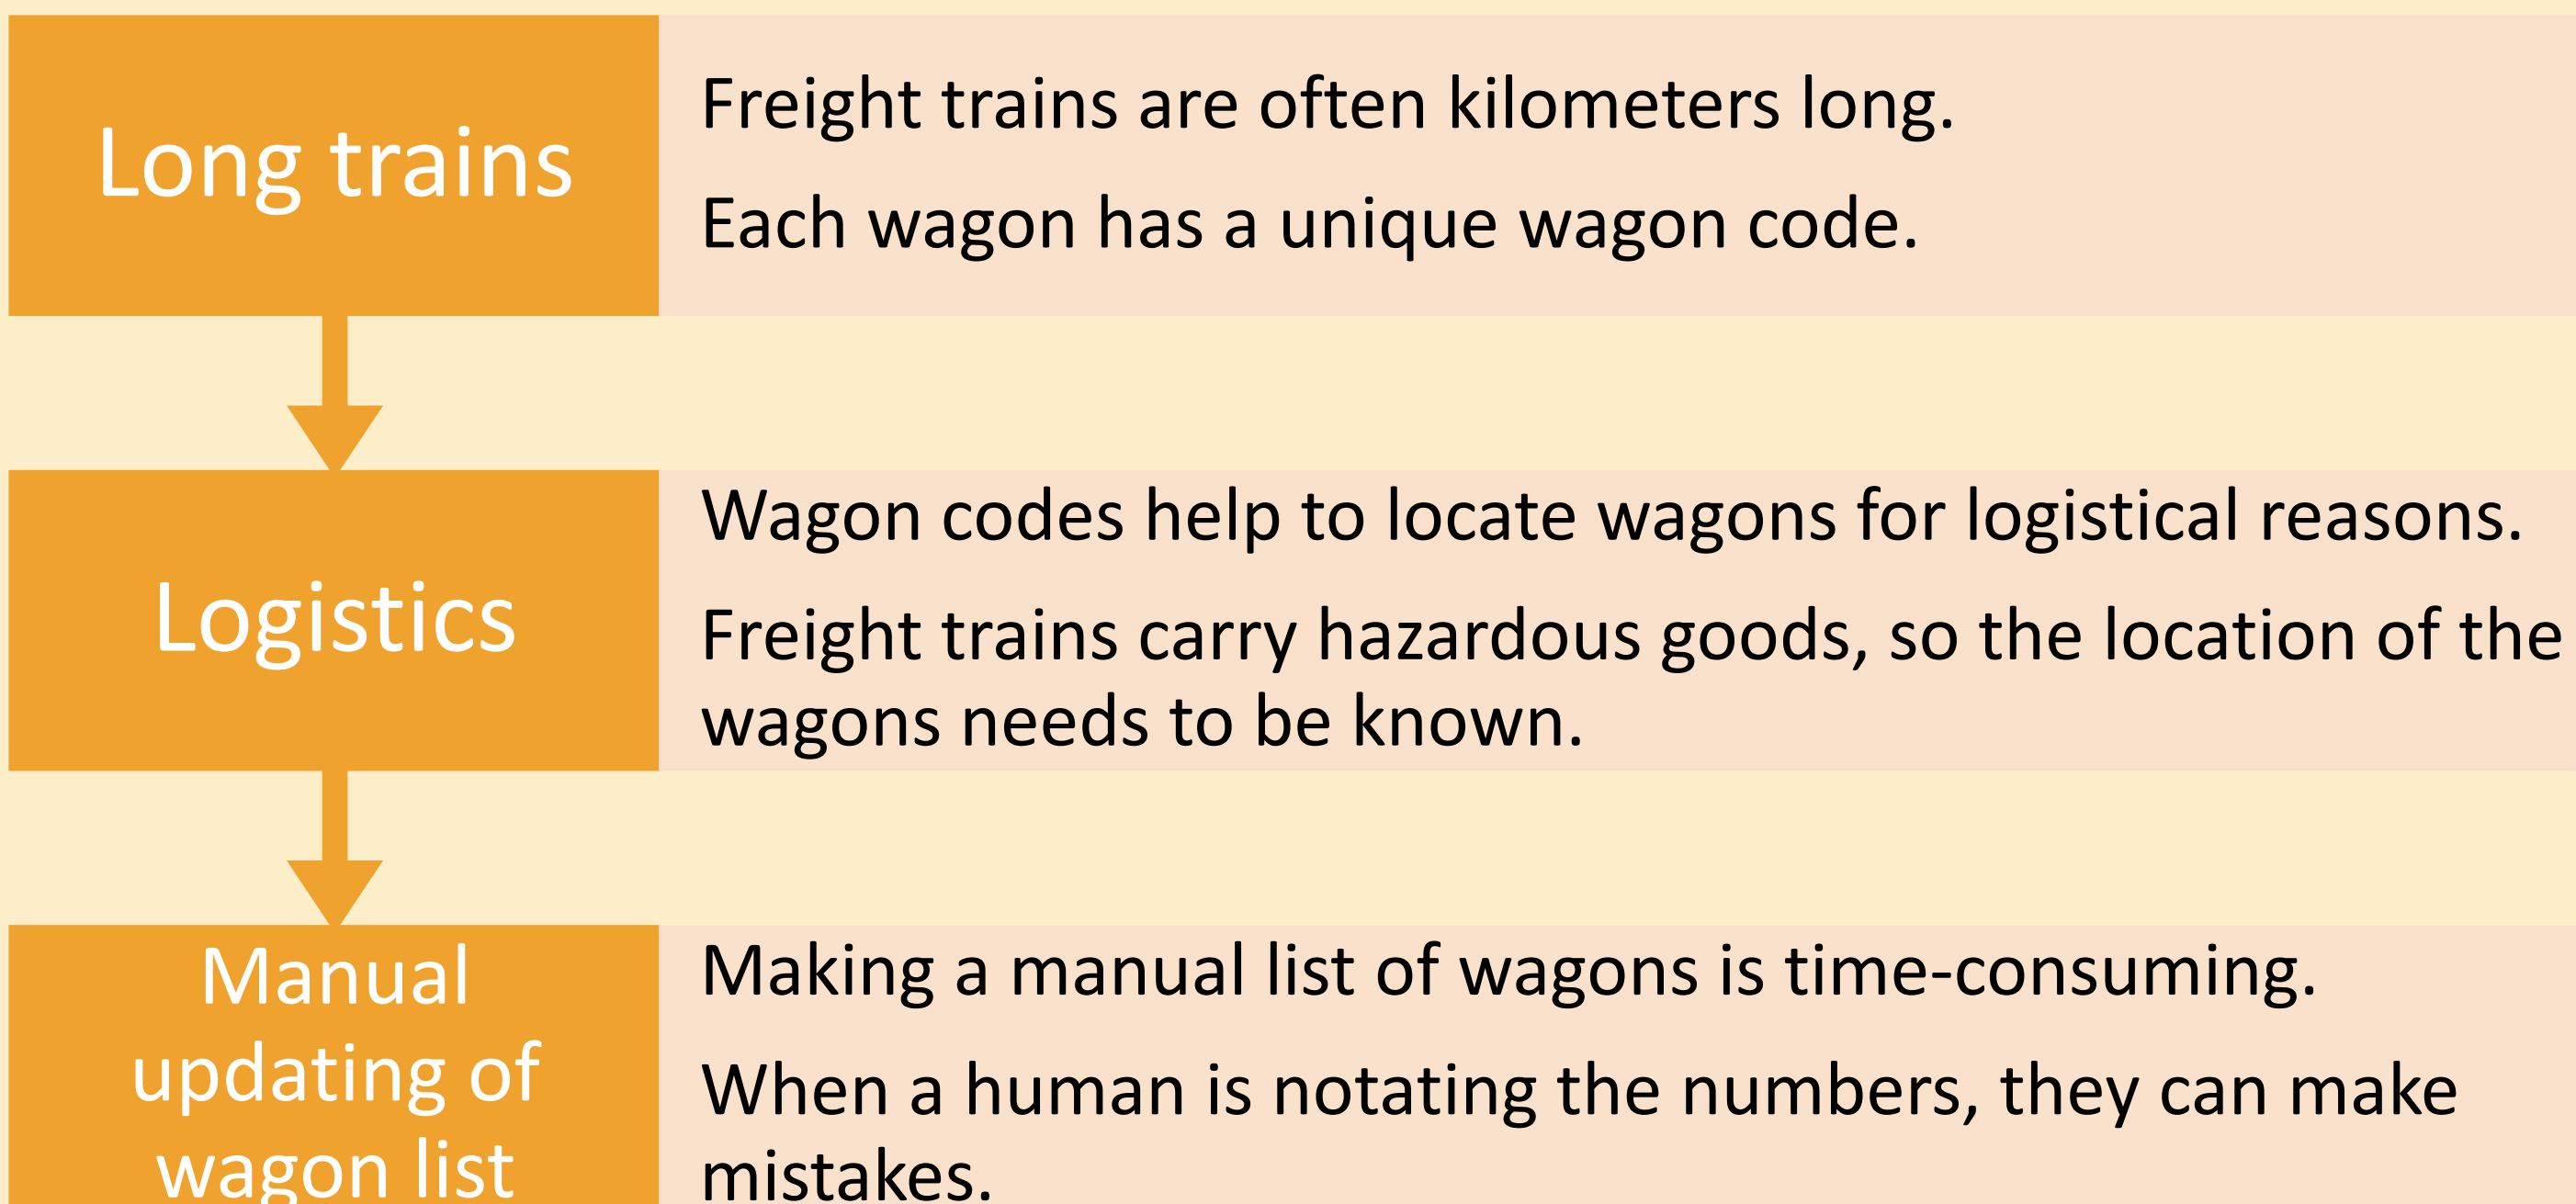 Long trains
Freight trains are often kilometers long.
Each wagon has a unique wagon code.
Logistics
Wagon codes help to locate wagons for logistical reasons.
Freight trains carry hazardous goods, so the location of the
wagons needs to be known.
Manual
updating of
wagon list
Making a manual list of wagons is time-consuming.
When a human is notating the numbers, they can make
mistakes.